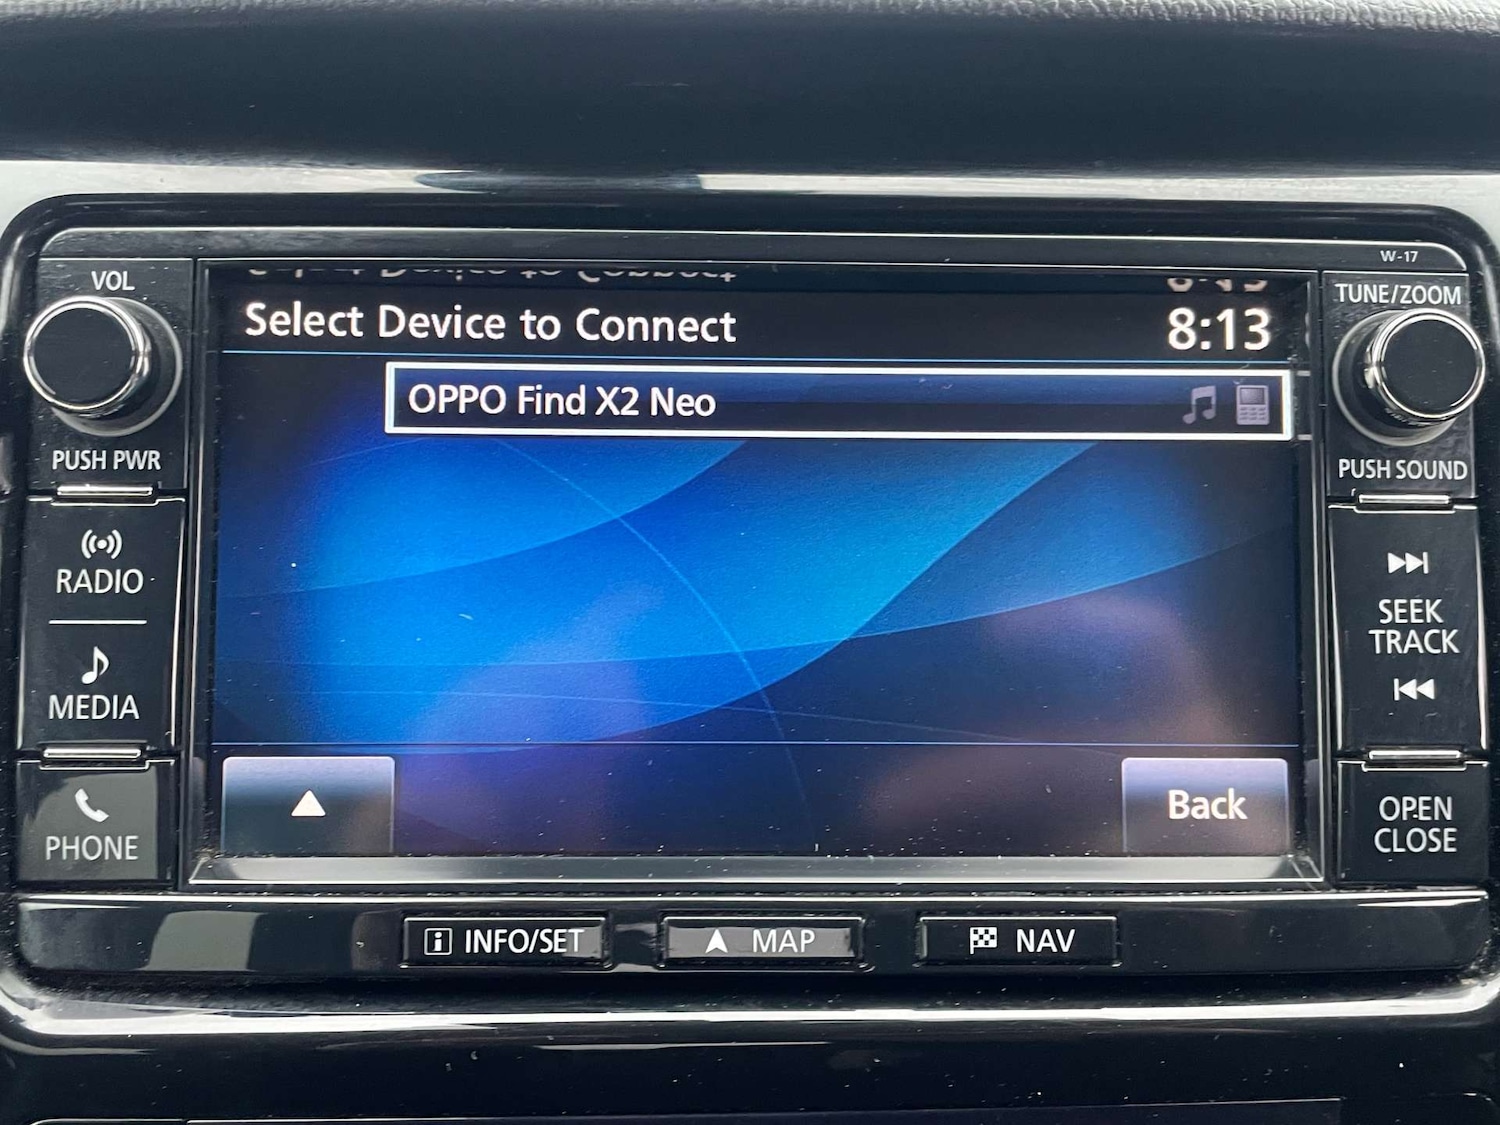 W-17
VOL
TUNE/ZOOM
Select Device to Connect
8:13
OPPO Find X2 Neo
PUSH PWR
PUSH SOUND
RADIO
SEEK
TRACK
MEDIA
PHONE
Back
OPEN
CLOSE
INFO/SET
MAP
NAV